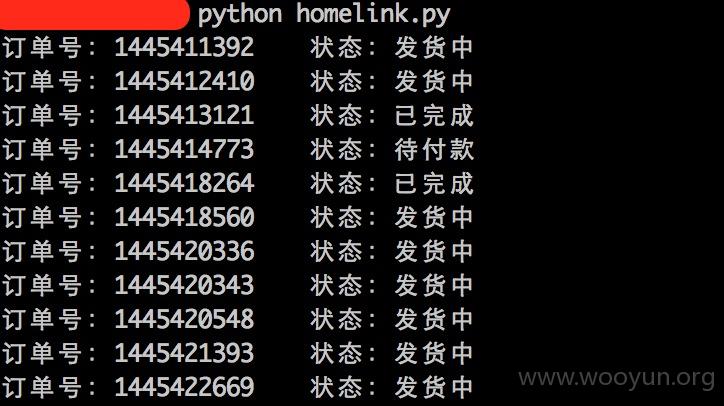 python homelink.py
订单号: 1445411392 状态: 发货中
订单号: 1445412410 状态: 发货中
订单号: 1445413121 状态: 已完成
订单号: 1445414773 状态: 待付款
订单号: 1445418264 状态: 已完成
订单号: 1445418560 状态: 发货中
订单号: 1445420336 状态: 发货中
订单号: 1445420343 状态: 发货中
订单号: 1445420548 状态: 发货中
订单号: 1445421393 状态: 发货中
订单号: 1445422669 状态: 发货中
www.wooyun.org